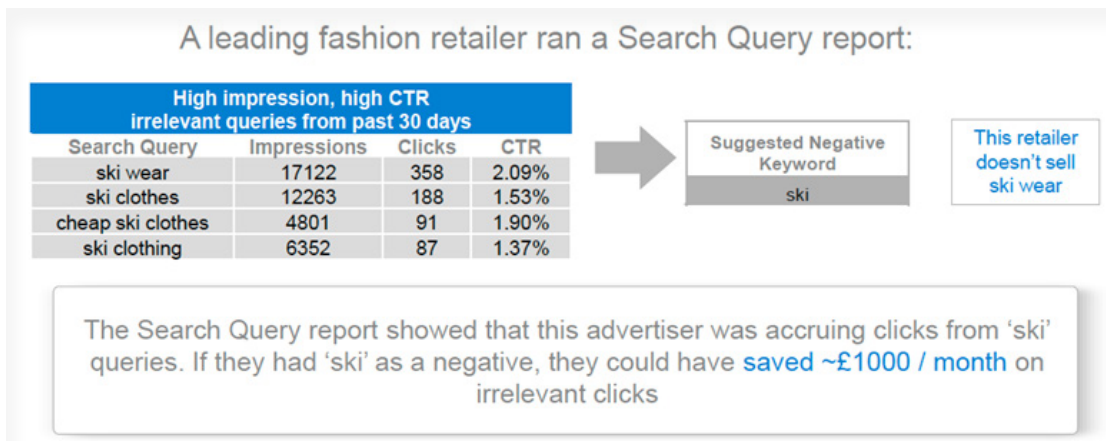 A leading fashion retailer ran a Search Query report:
High impression, high CTR
irrelevant queries from past 30 days
Search Query Impressions Clicks CTR
ski wear 17122 358 2.09%
ski clothes 12263 188 1.53%
cheap ski clothes 4801 91 1.90%
ski clothing 6352 87 1.37%
Suggested Negative
Keyword
ski
This retailer
doesn't sell
ski wear
The Search Query report showed that this advertiser was accruing clicks from ‘ski’
queries. If they had ‘ski’ as a negative, they could have saved ~£1000 / month on
irrelevant clicks